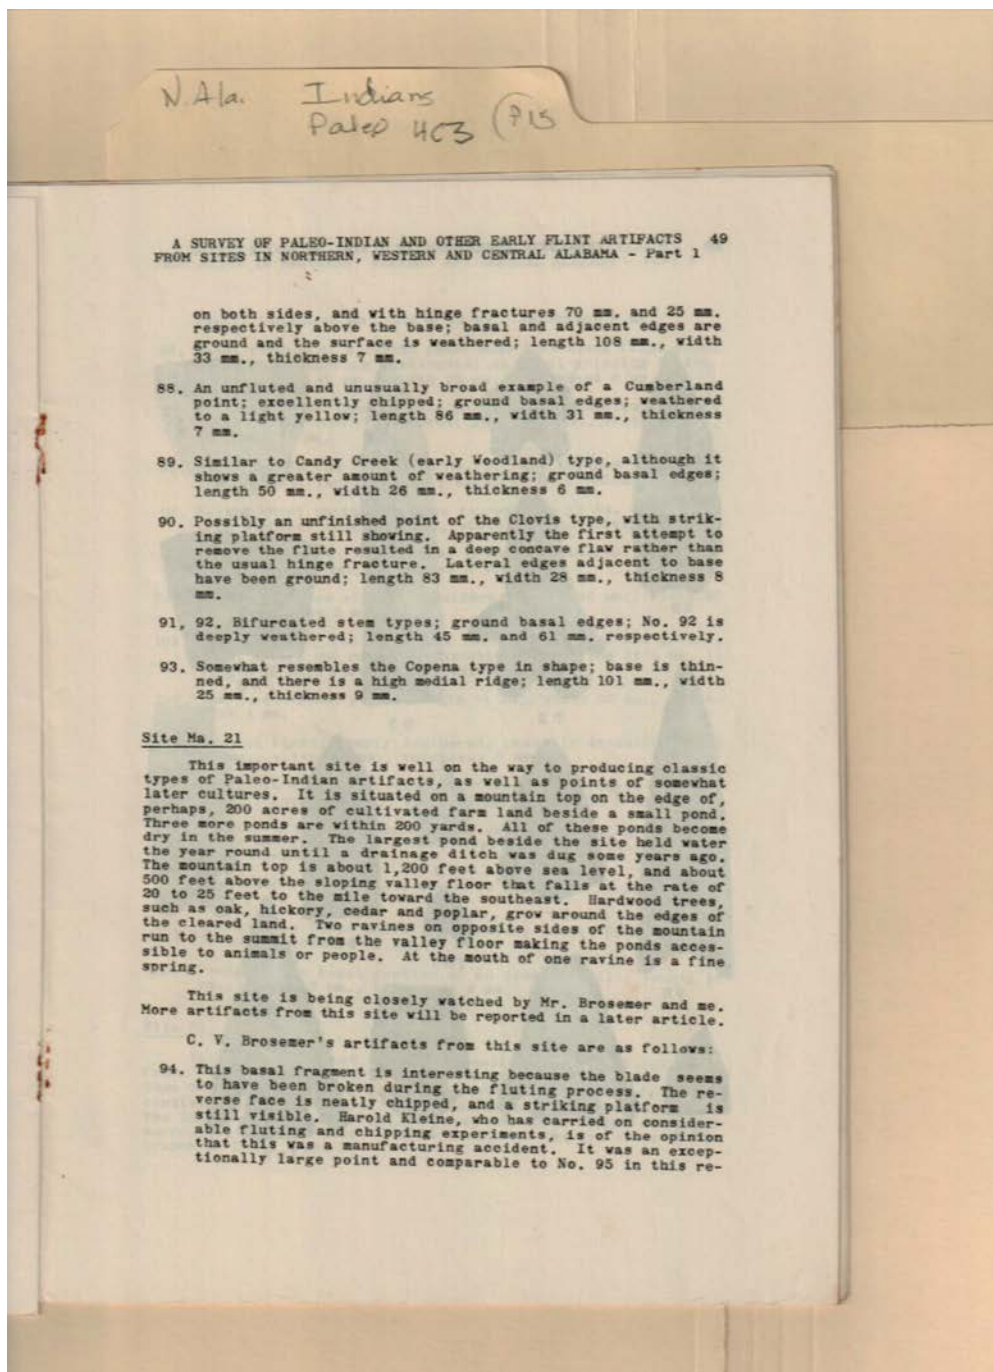 N. Ala. Indians
Paleo 4C3 (P15
A SURVEY OF PALEO-INDIAN AND OTHER EARLY FLINT ARTIFACTS 49
FROM SITES IN NORTHERN, WESTERN AND CENTRAL ALABAMA - Part 1
on both sides, and with hinge fractures 70 mm. and 25 mm.
respectively above the base; basal and adjacent edges are
ground and the surface is weathered; length 108 mm., width
33 mm., thickness 7 mm.
88. An unfluted and unusually broad example of a Cumberland
point; excellently chipped; ground basal edges; weathered
to a light yellow; length 86 mm., width 31 mm., thickness
7 mm.
89. Similar to Candy Creek (early Woodland) type, although it
shows a greater amount of weathering; ground basal edges;
length 50 mm., width 26 mm., thickness 6 mm.
90. Possibly an unfinished point of the Clovis type, with strik-
ing platform still showing. Apparently the first attempt to
remove the flute resulted in a deep concave flaw rather than
the usual hinge fracture. Lateral edges adjacent to base
have been ground; length 83 mm., width 28 mm., thickness 8
mm.
91, 92. Bifurcated stem types; ground basal edges; No. 92 is
deeply weathered; length 45 mm. and 61 mm. respectively.
93. Somewhat resembles the Copena type in shape; base is thin-
ned, and there is a high medial ridge; length 101 mm., width
25 mm., thickness 9 mm.
Site Ma. 21
This important site is well on the way to producing classic
types of Paleo-Indian artifacts, as well as points of somewhat
later cultures. It is situated on a mountain top on the edge of,
perhaps, 200 acres of cultivated farm land beside a small pond.
Three more ponds are within 200 yards. All of these ponds become
dry in the summer. The largest pond beside the site held water
the year round until a drainage ditch was dug some years ago.
The mountain top is about 1,200 feet above sea level, and about
500 feet above the sloping valley floor that falls at the rate of
20 to 25 feet to the mile toward the southeast. Hardwood trees,
such as oak, hickory, cedar and poplar, grow around the edges of
the cleared land. Two ravines on opposite sides of the mountain
run to the summit from the valley floor making the ponds acces-
sible to animals or people. At the mouth of one ravine is a fine
spring.
This site is being closely watched by Mr. Brosemer and me.
More artifacts from this site will be reported in a later article.
C. V. Brosemer's artifacts from this site are as follows:
94. This basal fragment is interesting because the blade seems
to have been broken during the fluting process. The re-
verse face is neatly chipped, and a striking platform is
still visible. Harold Kleine, who has carried on consider-
able fluting and chipping experiments, is of the opinion
that this was a manufacturing accident. It was an excep-
tionally large point and comparable to No. 95 in this re-